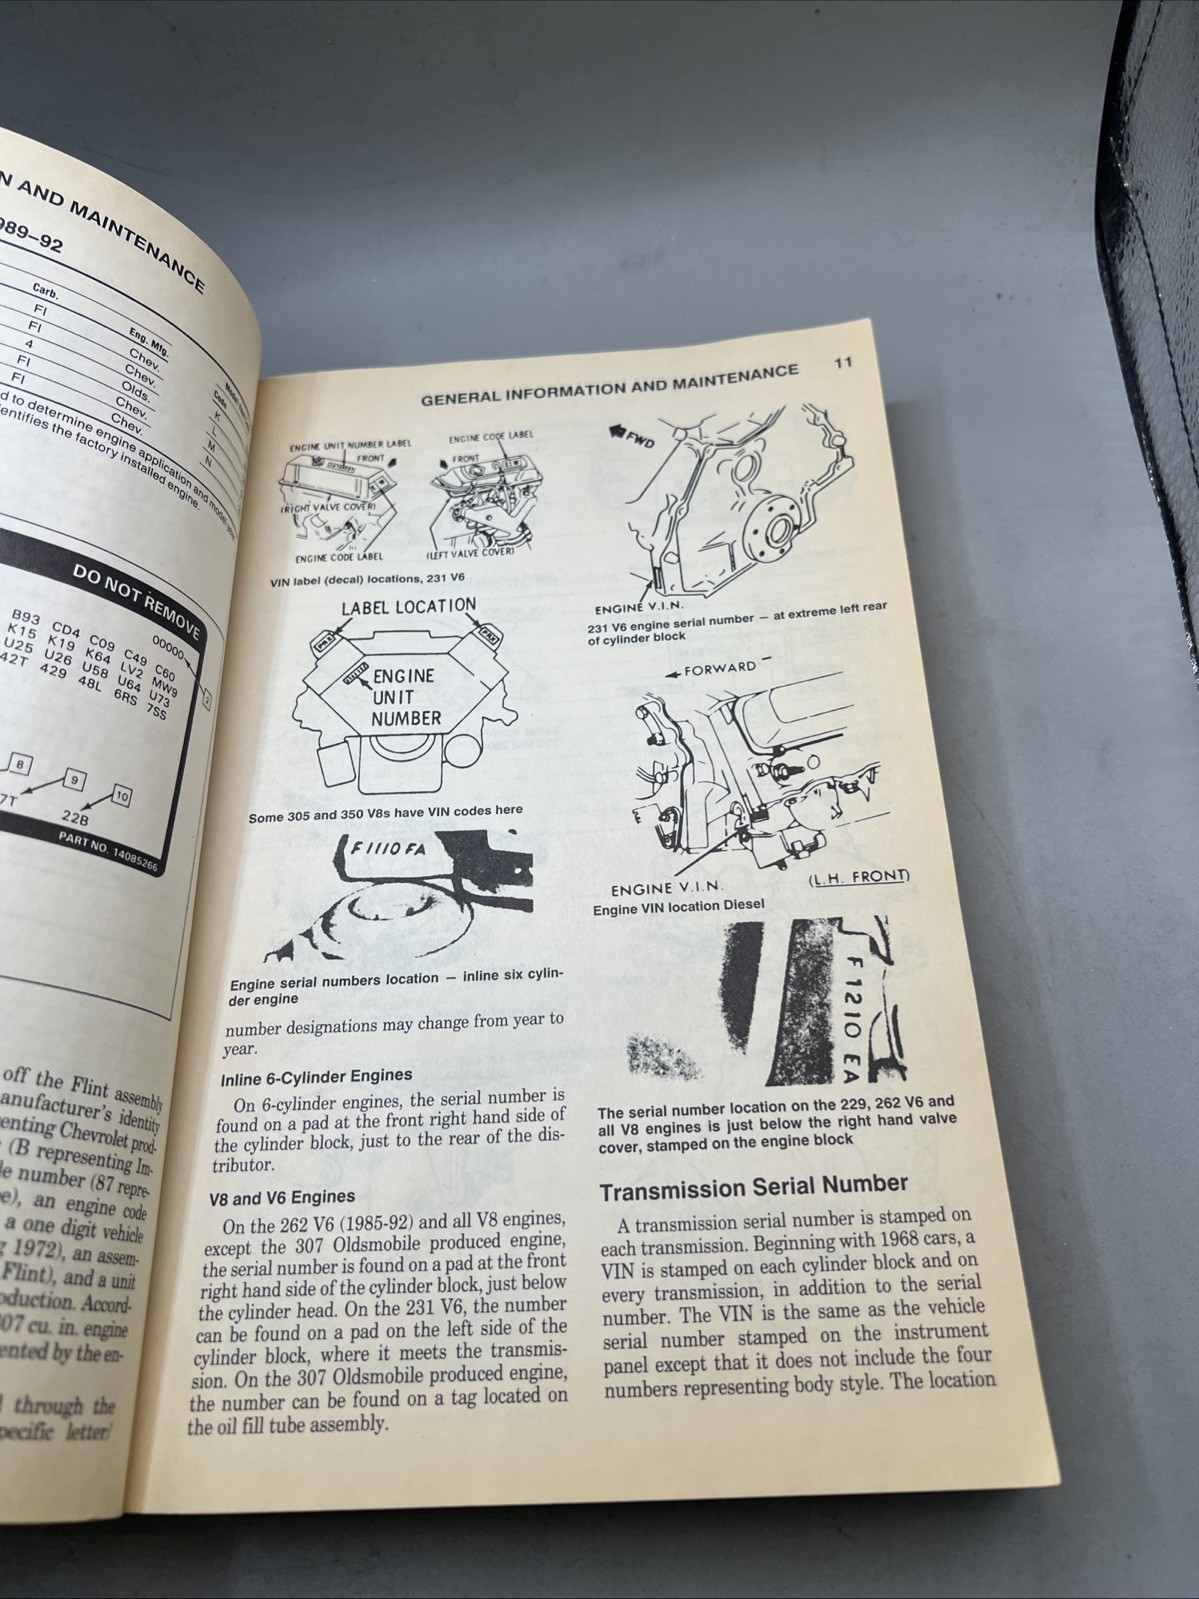 N AND MAINTENANCE
989–92
Carb.
Eng. Mfg.
FI
Chev.
FI
Chev.
4
Olds.
FI
Chev.
FI
Chev.
Code
K
L
M
N
d to determine engine application and model
entifies the factory installed engine.
DO NOT REMOVE
00000
B93 CD4 C09 C49 C60
K15 K19 K64 LV2 MW9
U25 U26 U58 U64 U73
42T 429 48L 6RS 7SS
8
9
10
7T
22B
PART NO. 14085266
off the Flint assembly
anufacturer's identity
enting Chevrolet prod-
(B representing Im-
le number (87 repre-
e), an engine code
a one digit vehicle
g 1972), an assem-
Flint), and a unit
oduction. Accord-
307 cu. in. engine
ented by the en-
through the
pecific letter/
GENERAL INFORMATION AND MAINTENANCE 11
ENGINE UNIT NUMBER LABEL
FRONT
(RIGHT VALVE COVER)
ENGINE CODE LABEL
ENGINE CODE LABEL
FRONT
(LEFT VALVE COVER)
VIN label (decal) locations, 231 V6
LABEL LOCATION
ENGINE
UNIT
NUMBER
Some 305 and 350 V8s have VIN codes here
F1110FA
Engine serial numbers location — inline six cylin-
der engine
number designations may change from year to
year.
Inline 6-Cylinder Engines
On 6-cylinder engines, the serial number is
found on a pad at the front right hand side of
the cylinder block, just to the rear of the dis-
tributor.
V8 and V6 Engines
On the 262 V6 (1985-92) and all V8 engines,
except the 307 Oldsmobile produced engine,
the serial number is found on a pad at the front
right hand side of the cylinder block, just below
the cylinder head. On the 231 V6, the number
can be found on a pad on the left side of the
cylinder block, where it meets the transmis-
sion. On the 307 Oldsmobile produced engine,
the number can be found on a tag located on
the oil fill tube assembly.
FWD
ENGINE V.I.N.
231 V6 engine serial number — at extreme left rear
of cylinder block
FORWARD
ENGINE V.I.N.
(L.H. FRONT)
Engine VIN location Diesel
F1210 EA
The serial number location on the 229, 262 V6 and
all V8 engines is just below the right hand valve
cover, stamped on the engine block
Transmission Serial Number
A transmission serial number is stamped on
each transmission. Beginning with 1968 cars, a
VIN is stamped on each cylinder block and on
every transmission, in addition to the serial
number. The VIN is the same as the vehicle
serial number stamped on the instrument
panel except that it does not include the four
numbers representing body style. The location